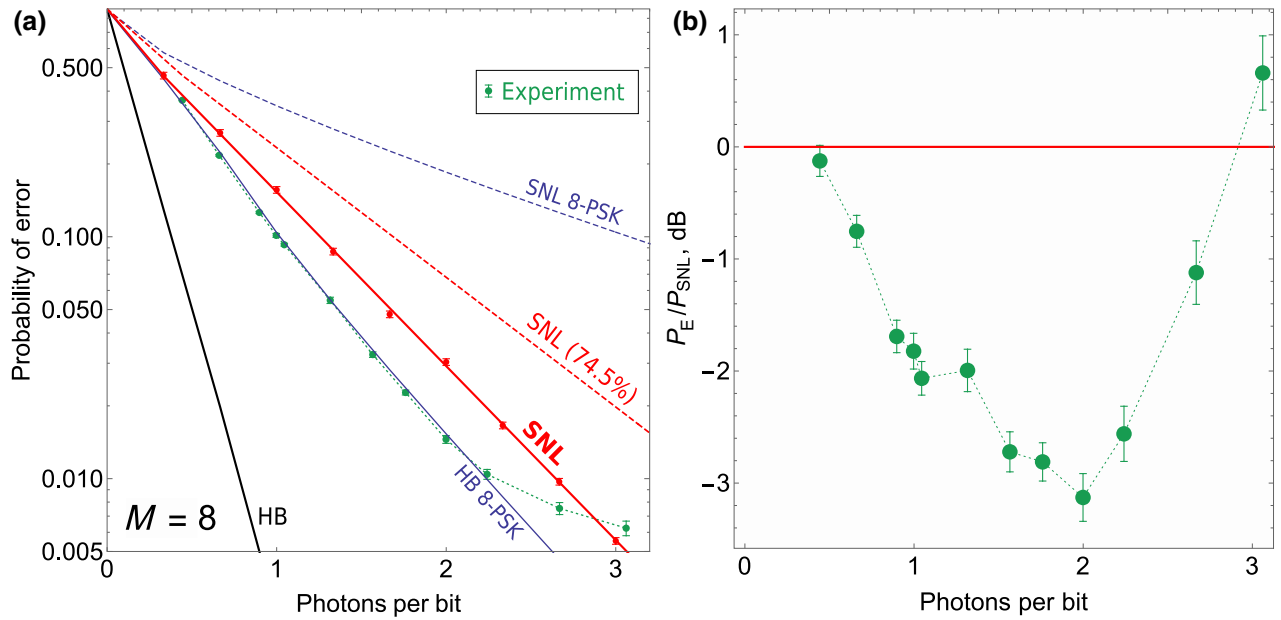 (a)
Probability of error
0.500
0.100
0.050
0.010
0.005
Experiment
SNL 8-PSK
SNL (74.5%)
SNL
HB 8-PSK
HB
M = 8
0 1 2 3
Photons per bit
(b)
P_E/P_SNL, dB
1
0
−1
−2
−3
0 1 2 3
Photons per bit